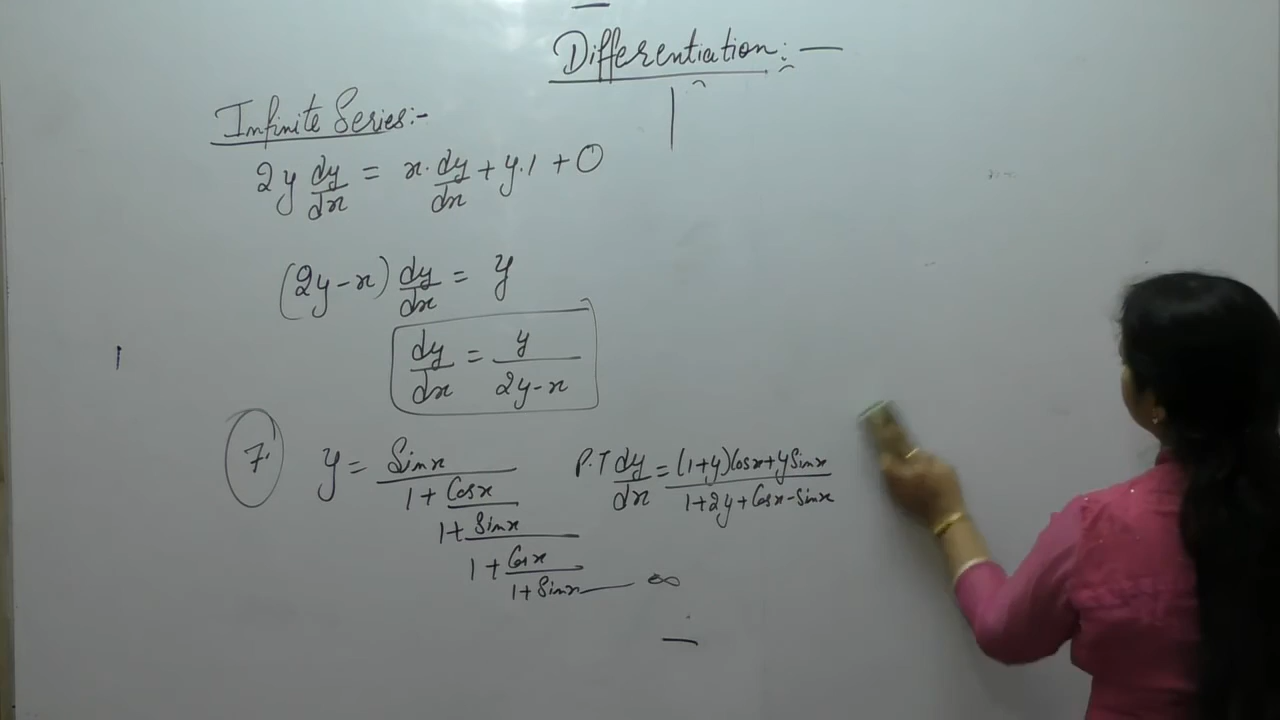 Differentiation:-
Infinite Series:-
2y dy/dx = x. dy/dx + y.1 + 0
(2y-x) dy/dx = y
dy/dx = y/2y-x
7. y = Sinx/1+Cosx/1+Sinx/1+Cosx/1+Sinx — ∞ P.T dy/dx = (1+y)Cosx+ySinx/1+2y+Cosx-Sinx